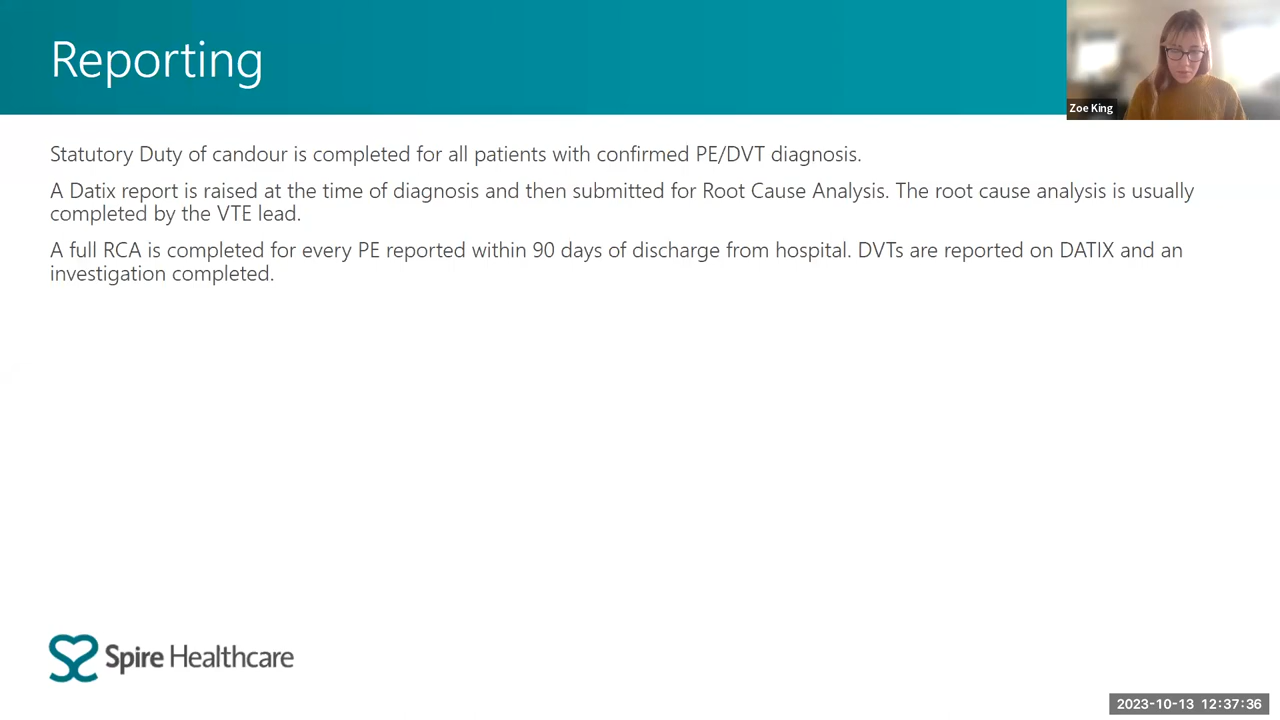 Reporting
Zoe King
Statutory Duty of candour is completed for all patients with confirmed PE/DVT diagnosis.
A Datix report is raised at the time of diagnosis and then submitted for Root Cause Analysis. The root cause analysis is usually
completed by the VTE lead.
A full RCA is completed for every PE reported within 90 days of discharge from hospital. DVTs are reported on DATIX and an
investigation completed.
Spire Healthcare
2023-10-13 12:37:36